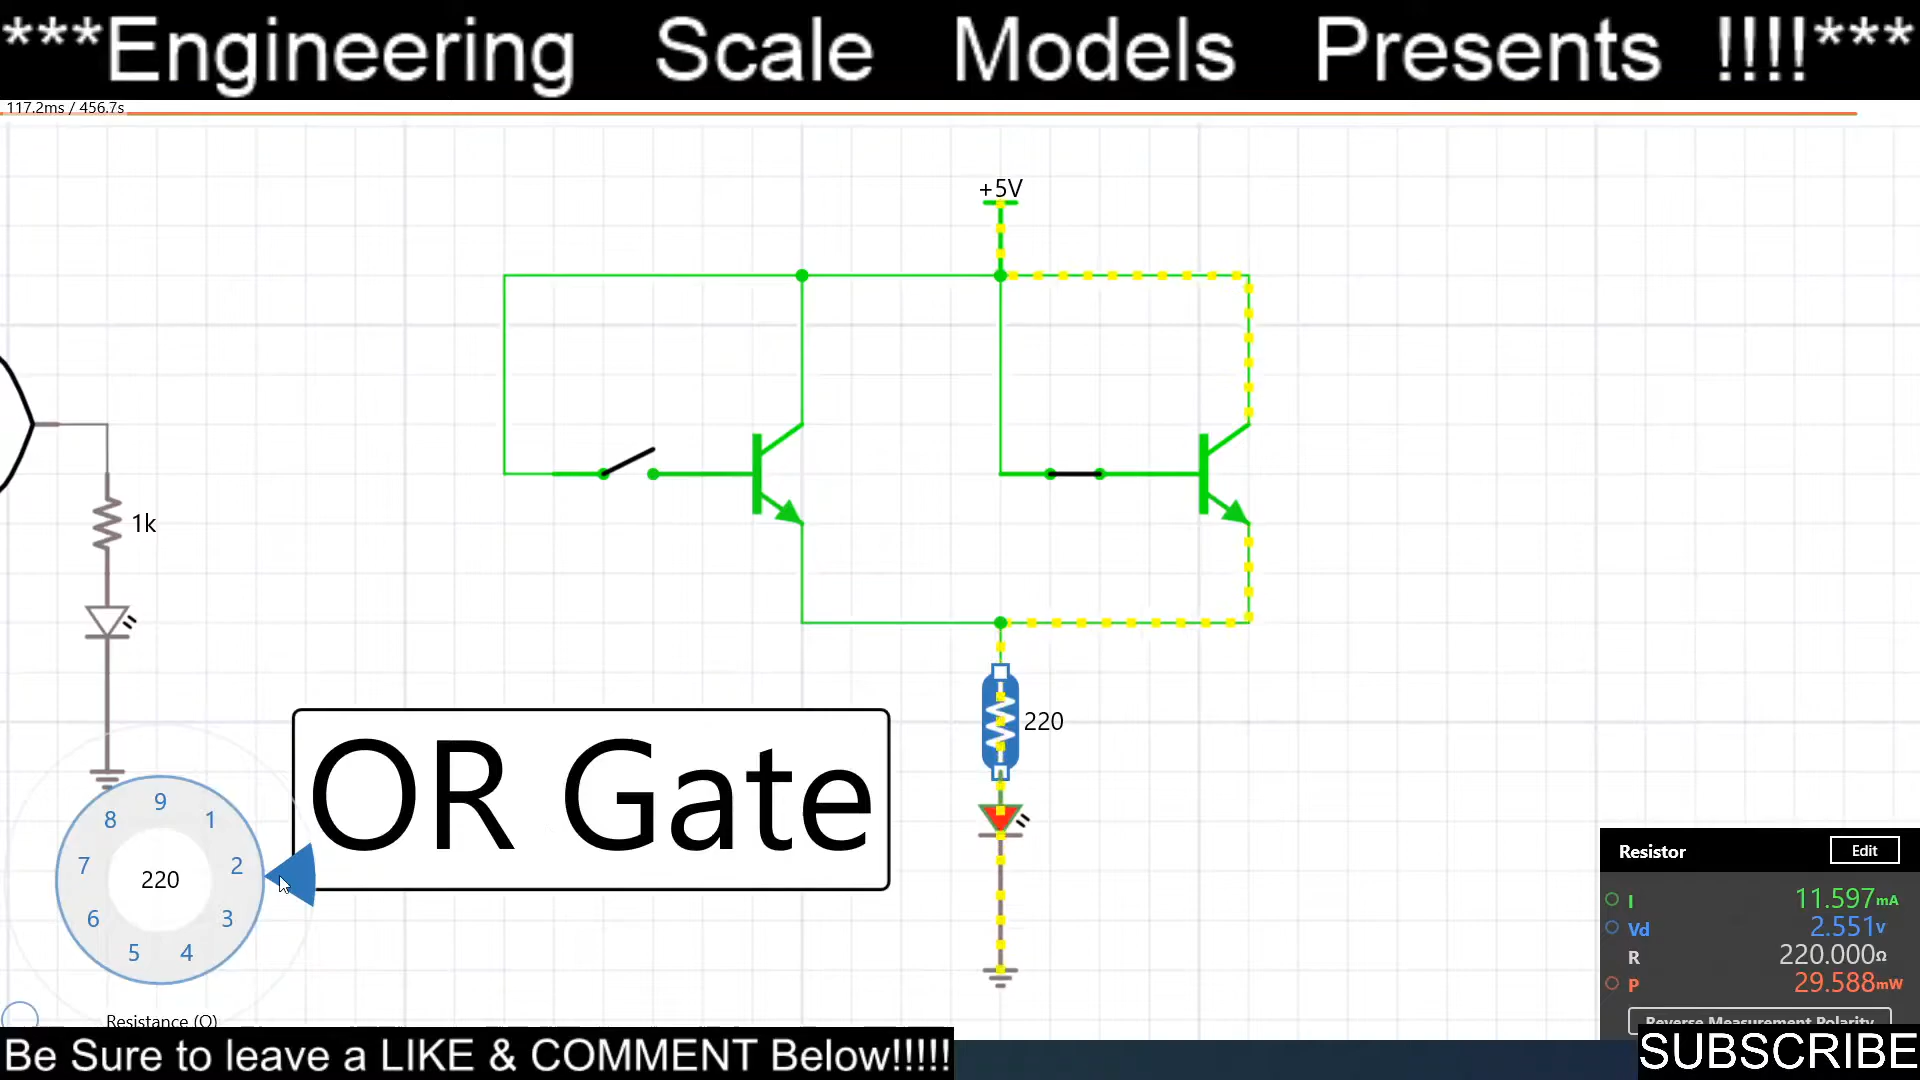 ***Engineering Scale Models Presents !!!!***
117.2ms / 456.7s
+5V
1k
220
OR Gate
9
8 1
7 2
220
6 3
5 4
Resistance (Ω)
Resistor Edit
I 11.597mA
Vd 2.551V
R 220.000Ω
P 29.588mW
Reverse Measurement Polarity
Be Sure to leave a LIKE & COMMENT Below!!!!!
SUBSCRIBE